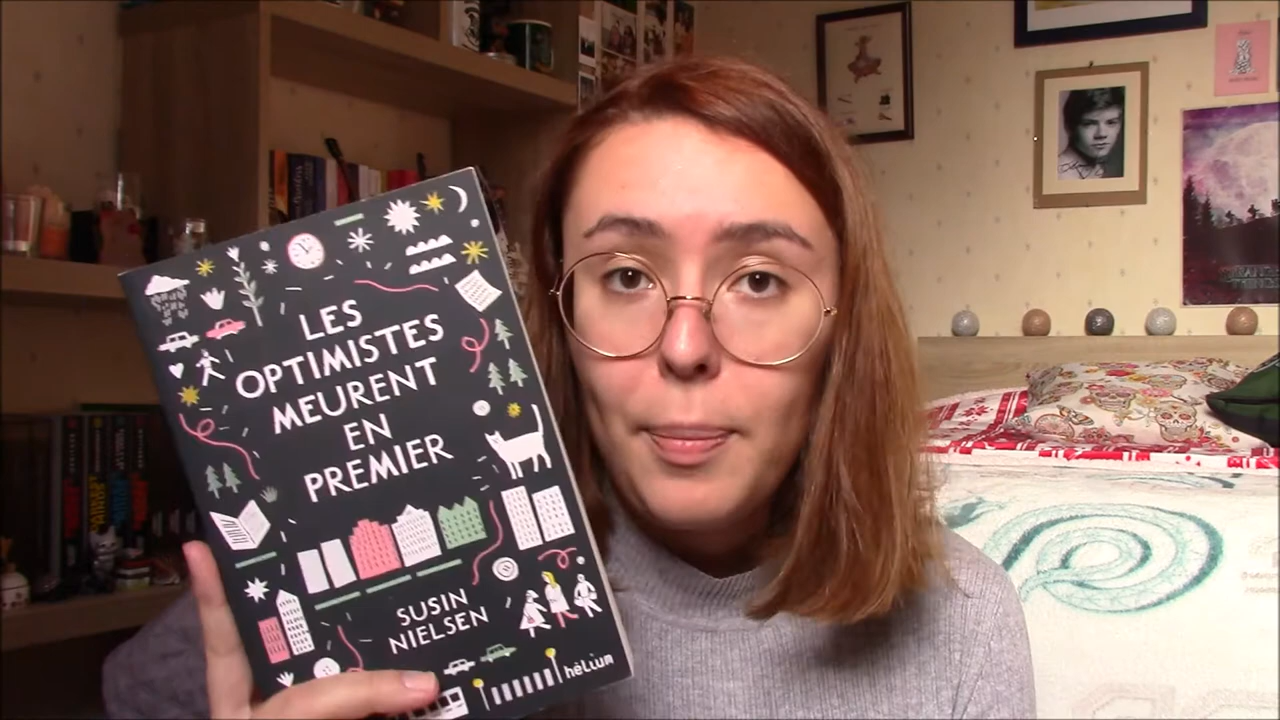 LES
OPTIMISTES
MEURENT
EN
PREMIER
SUSIN
NIELSEN
hélium